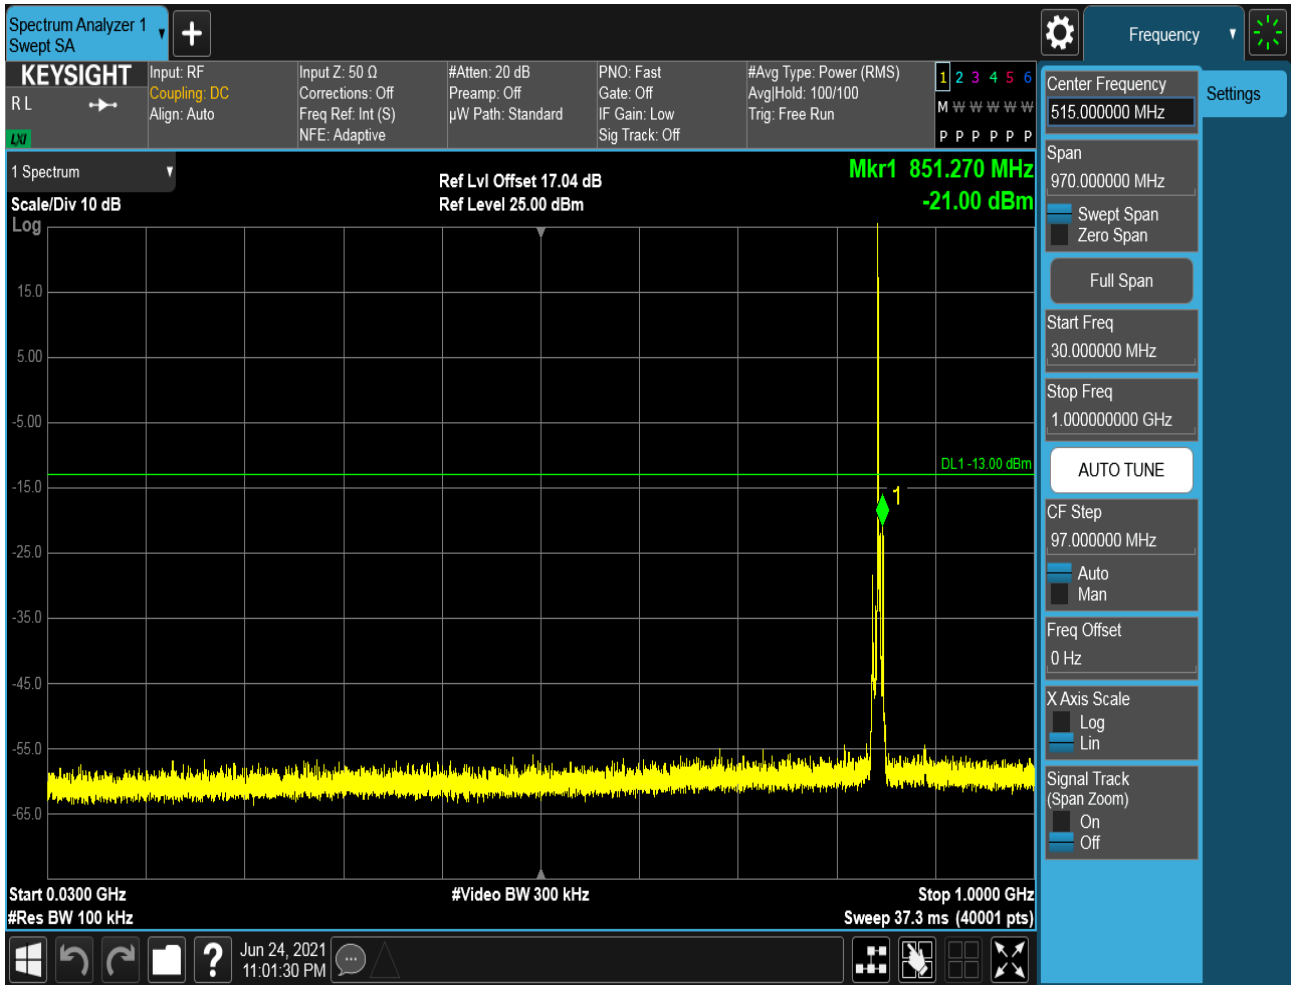 Spectrum Analyzer 1
Swept SA
Frequency
KEYSIGHT
R L
LXI
Input: RF
Coupling: DC
Align: Auto
Input Z: 50 Ω
Corrections: Off
Freq Ref: Int (S)
NFE: Adaptive
#Atten: 20 dB
Preamp: Off
µW Path: Standard
PNO: Fast
Gate: Off
IF Gain: Low
Sig Track: Off
#Avg Type: Power (RMS)
Avg|Hold: 100/100
Trig: Free Run
1 2 3 4 5 6
M W W W W W
P P P P P P
1 Spectrum
Scale/Div 10 dB
Log
Ref Lvl Offset 17.04 dB
Ref Level 25.00 dBm
Mkr1 851.270 MHz
-21.00 dBm
15.0
5.00
-5.00
-15.0
-25.0
-35.0
-45.0
-55.0
-65.0
DL1 -13.00 dBm
1
Start 0.0300 GHz
#Res BW 100 kHz
#Video BW 300 kHz
Stop 1.0000 GHz
Sweep 37.3 ms (40001 pts)
Center Frequency
515.000000 MHz
Settings
Span
970.000000 MHz
Swept Span
Zero Span
Full Span
Start Freq
30.000000 MHz
Stop Freq
1.000000000 GHz
AUTO TUNE
CF Step
97.000000 MHz
Auto
Man
Freq Offset
0 Hz
X Axis Scale
Log
Lin
Signal Track
(Span Zoom)
On
Off
?
Jun 24, 2021
11:01:30 PM